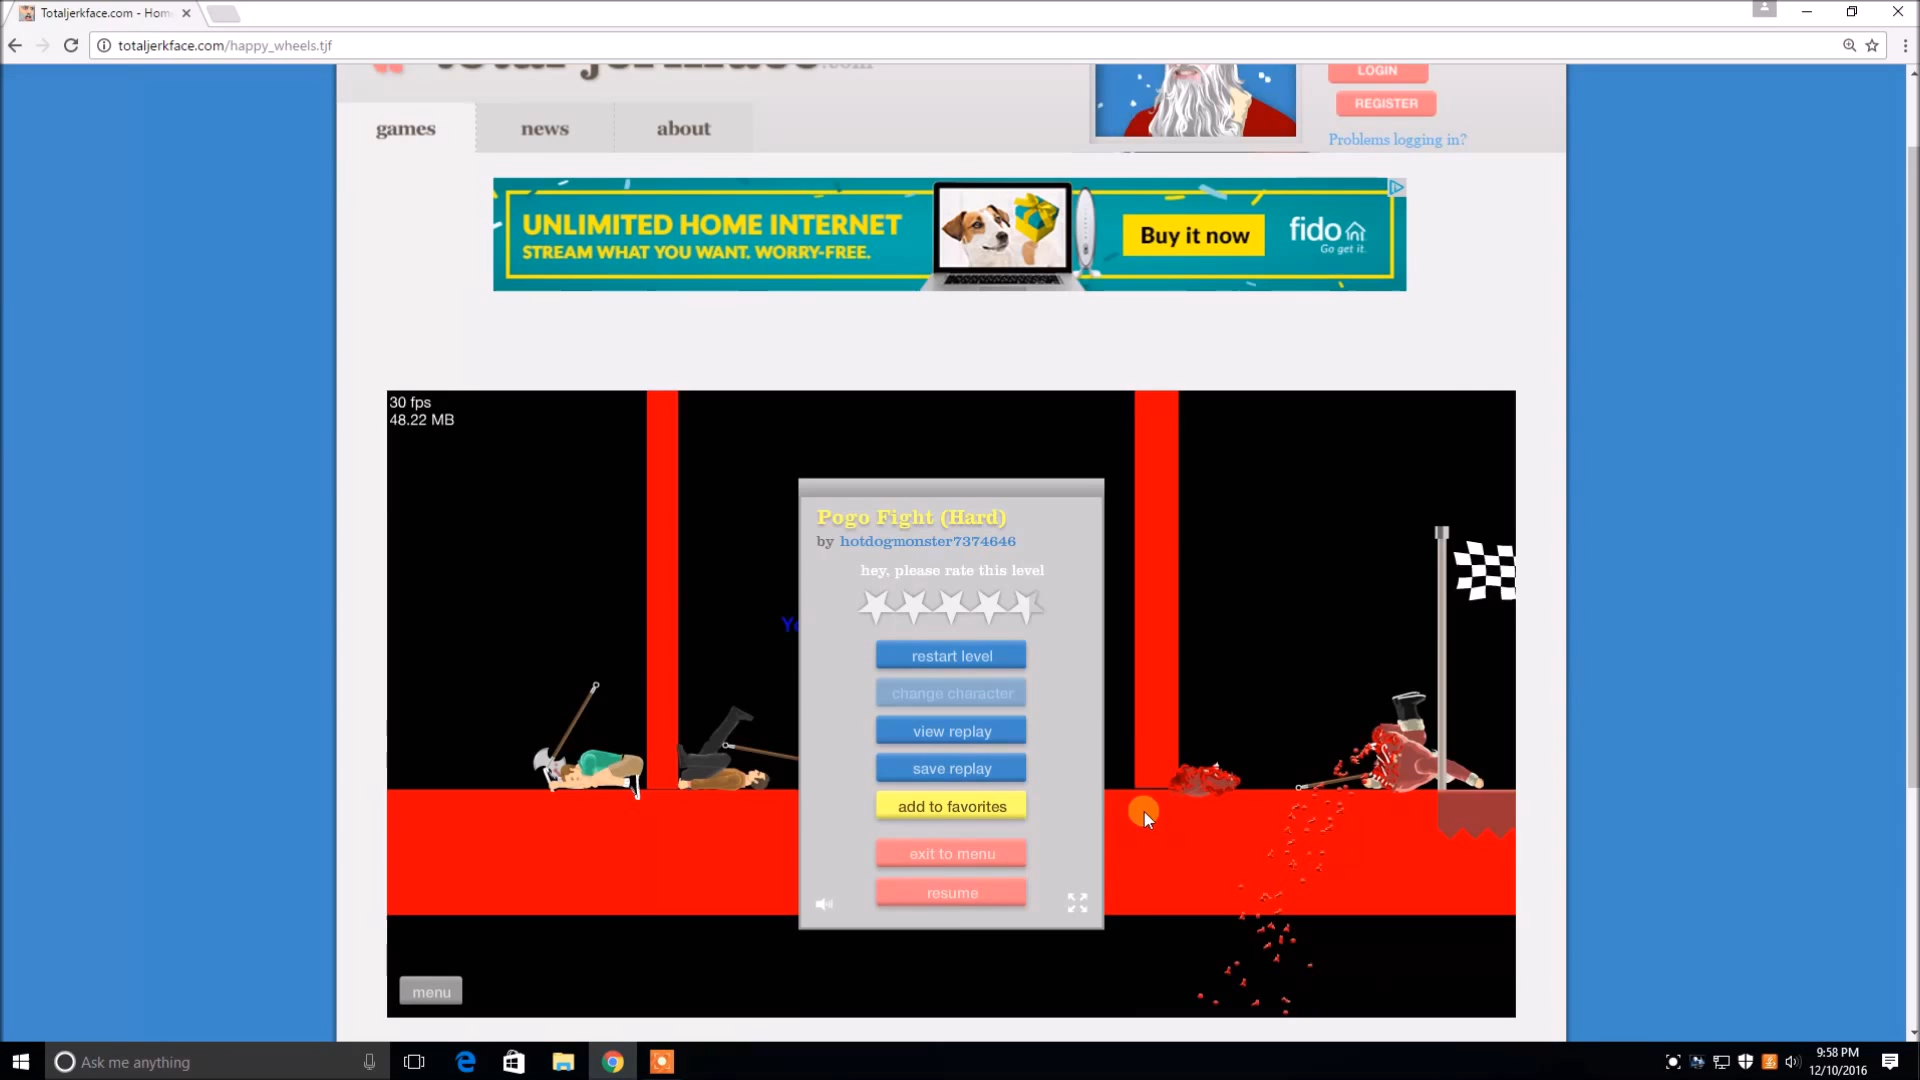 Totaljerkface.com - Hom
totaljerkface.com/happy_wheels.tjf
LOGIN
REGISTER
Problems logging in?
games
news
about
UNLIMITED HOME INTERNET
STREAM WHAT YOU WANT. WORRY-FREE.
Buy it now
fido
Go get it.
30 fps
48.22 MB
Pogo Fight (Hard)
by hotdogmonster7374646
hey, please rate this level
restart level
change character
view replay
save replay
add to favorites
exit to menu
resume
menu
Ask me anything
9:58 PM
12/10/2016